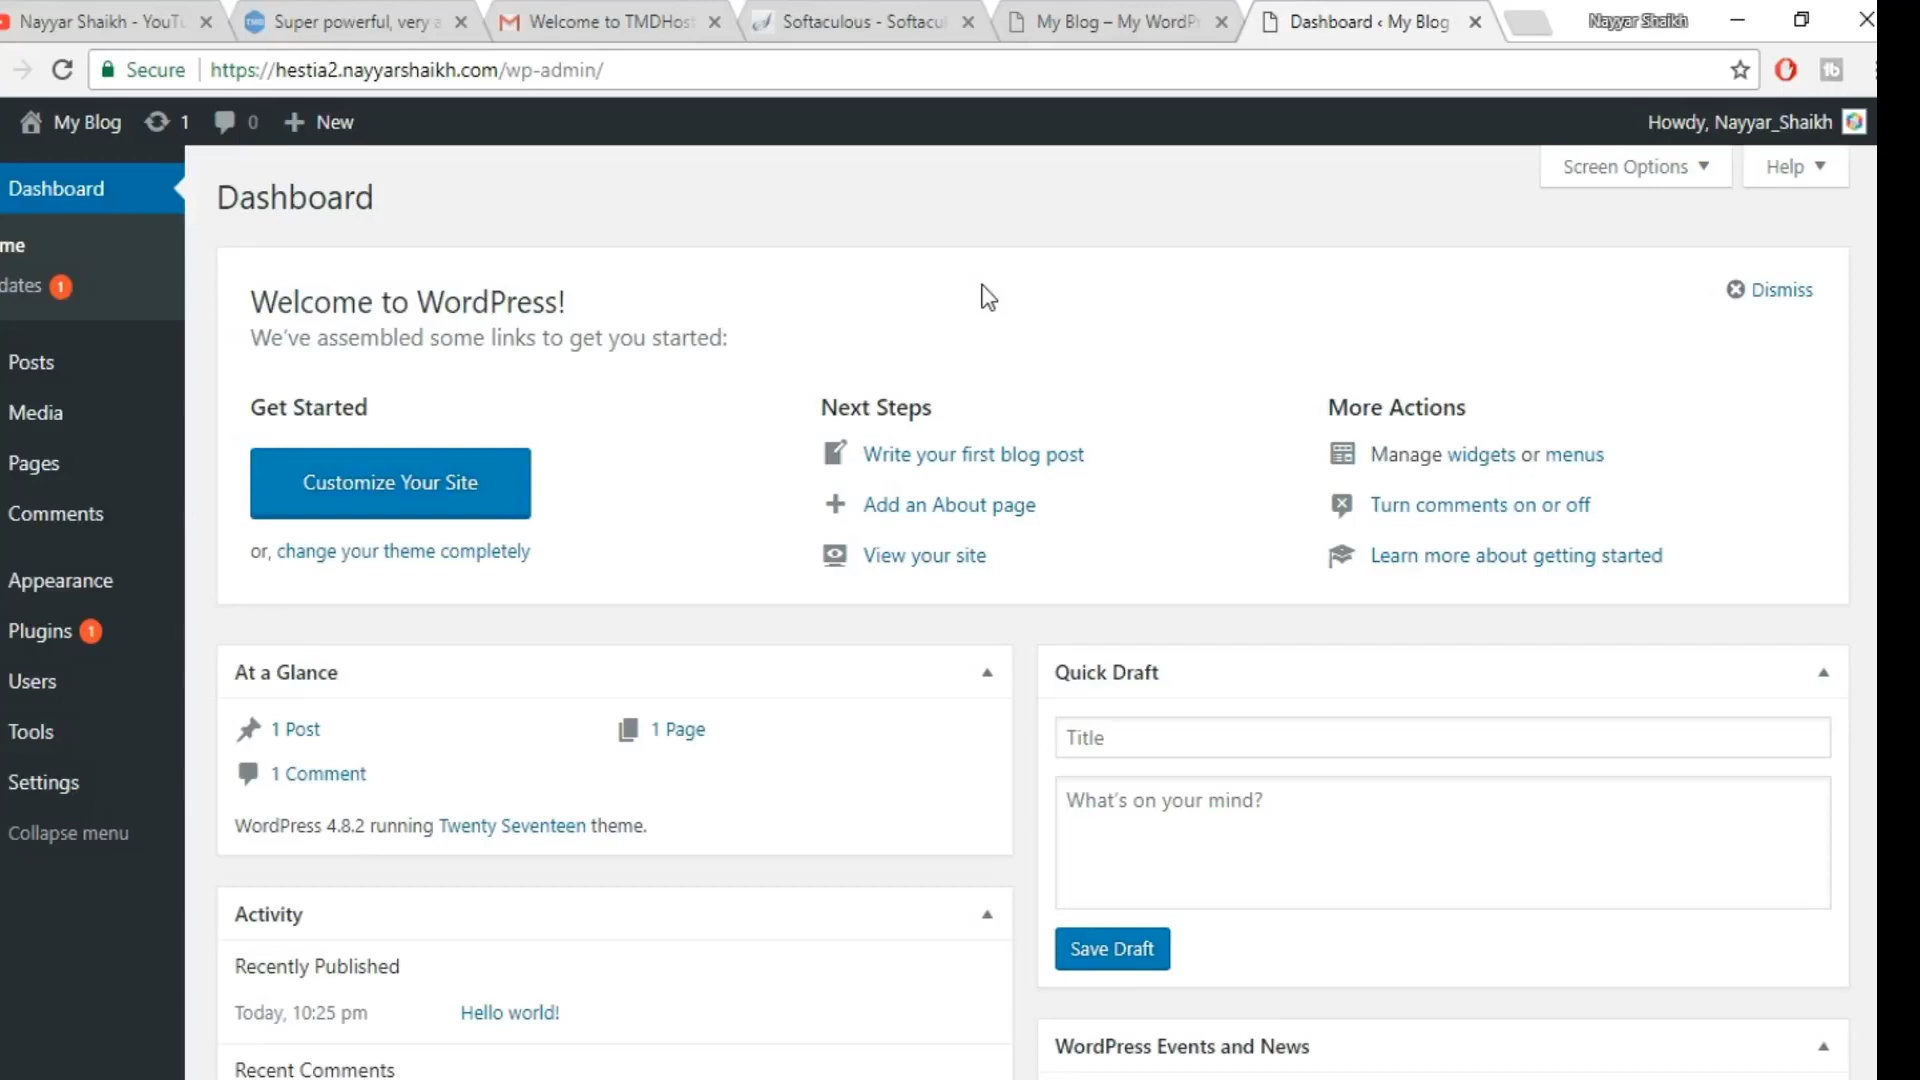 Nayyar Shaikh - YouTu
Super powerful, very a
Welcome to TMDHost
Softaculous - Softacul
My Blog – My WordPr
Dashboard ‹ My Blog
Nayyar Shaikh
Secure
https://hestia2.nayyarshaikh.com/wp-admin/
My Blog
1
0
New
Howdy, Nayyar_Shaikh
Screen Options
Help
Dashboard
me
dates 1
Posts
Media
Pages
Comments
Appearance
Plugins 1
Users
Tools
Settings
Collapse menu
Dashboard
Welcome to WordPress!
We've assembled some links to get you started:
Dismiss
Get Started
Customize Your Site
or, change your theme completely
Next Steps
Write your first blog post
Add an About page
View your site
More Actions
Manage widgets or menus
Turn comments on or off
Learn more about getting started
At a Glance
1 Post
1 Page
1 Comment
WordPress 4.8.2 running Twenty Seventeen theme.
Activity
Recently Published
Today, 10:25 pm
Hello world!
Recent Comments
Quick Draft
Title
What's on your mind?
Save Draft
WordPress Events and News